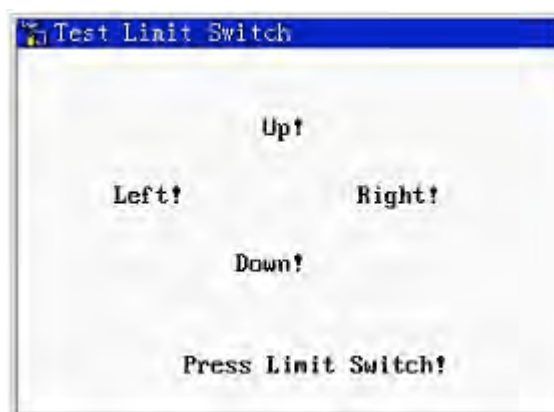 Test Limit Switch
Up!
Left! Right!
Down!
Press Limit Switch!